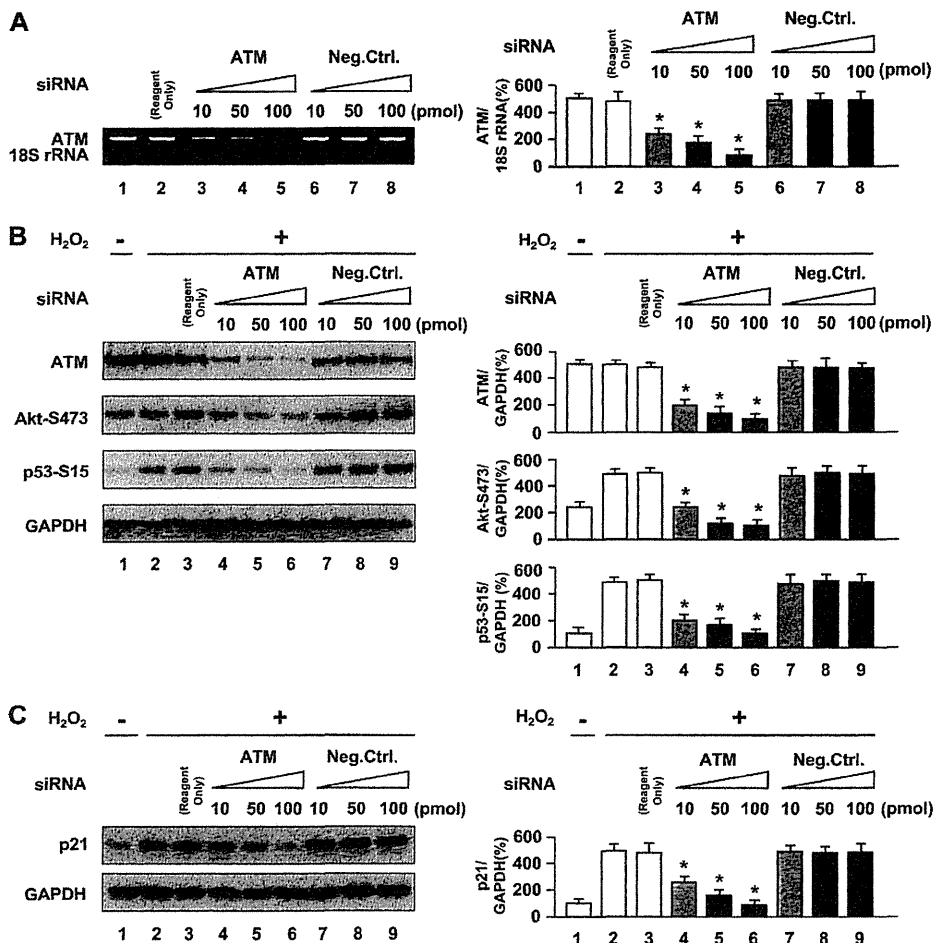 A
siRNA
(Reagent Only)
ATM
Neg.Ctrl.
10 50 100 10 50 100 (pmol)
ATM
18S rRNA
1 2 3 4 5 6 7 8
siRNA
(Reagent Only)
ATM
Neg.Ctrl.
10 50 100 10 50 100 (pmol)
ATM/
18S rRNA(%)
600
400
200
0
* * *
1 2 3 4 5 6 7 8
B
H₂O₂ - +
siRNA
(Reagent Only)
ATM
Neg.Ctrl.
10 50 100 10 50 100 (pmol)
ATM
Akt-S473
p53-S15
GAPDH
1 2 3 4 5 6 7 8 9
H₂O₂ - +
siRNA
(Reagent Only)
ATM
Neg.Ctrl.
10 50 100 10 50 100 (pmol)
ATM/
GAPDH(%)
600
400
200
0
* * *
Akt-S473/
GAPDH(%)
600
400
200
0
* * *
p53-S15/
GAPDH (%)
600
400
200
0
* * *
1 2 3 4 5 6 7 8 9
C
H₂O₂ - +
siRNA
(Reagent Only)
ATM
Neg.Ctrl.
10 50 100 10 50 100 (pmol)
p21
GAPDH
1 2 3 4 5 6 7 8 9
H₂O₂ - +
siRNA
(Reagent Only)
ATM
Neg.Ctrl.
10 50 100 10 50 100 (pmol)
p21/
GAPDH(%)
600
400
200
0
* * *
1 2 3 4 5 6 7 8 9